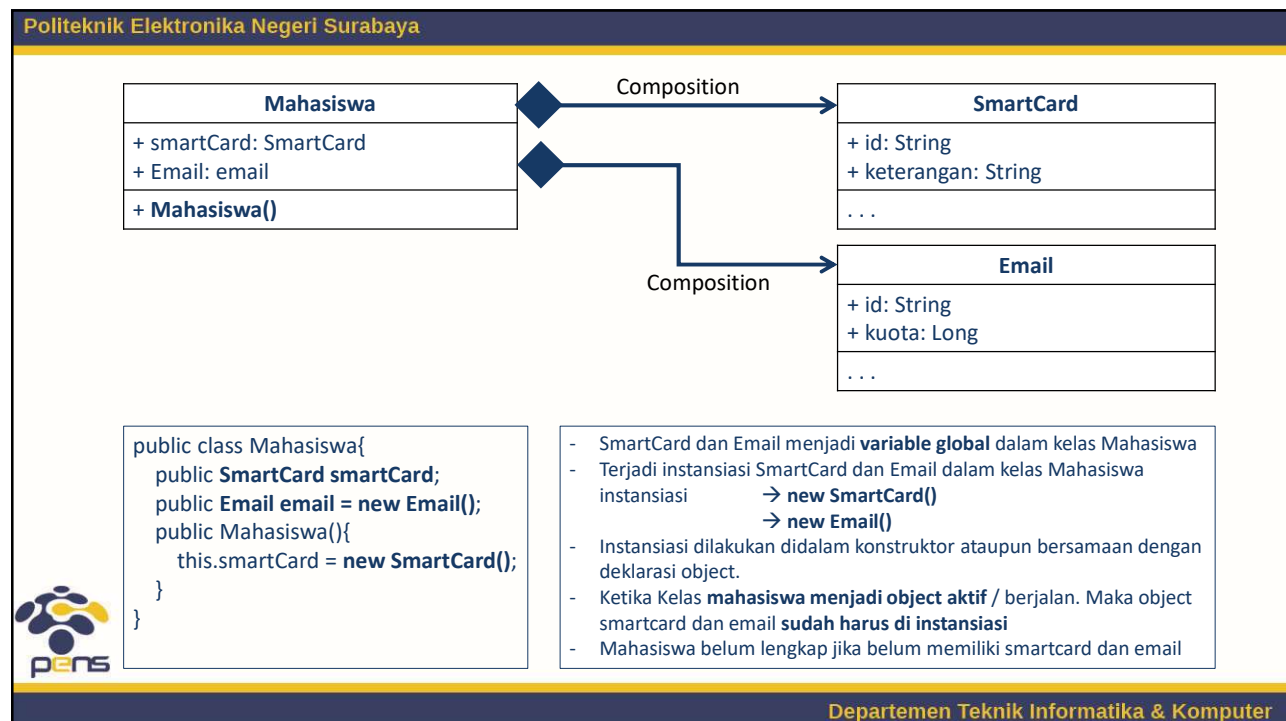 Politeknik Elektronika Negeri Surabaya
Mahasiswa
+ smartCard: SmartCard
+ Email: email
+ Mahasiswa()
Composition
SmartCard
+ id: String
+ keterangan: String
. . .
Composition
Email
+ id: String
+ kuota: Long
. . .
public class Mahasiswa{
public SmartCard smartCard;
public Email email = new Email();
public Mahasiswa(){
this.smartCard = new SmartCard();
}
}
- SmartCard dan Email menjadi variable global dalam kelas Mahasiswa
- Terjadi instansiasi SmartCard dan Email dalam kelas Mahasiswa
instansiasi → new SmartCard()
→ new Email()
- Instansiasi dilakukan didalam konstruktor ataupun bersamaan dengan
deklarasi object.
- Ketika Kelas mahasiswa menjadi object aktif / berjalan. Maka object
smartcard dan email sudah harus di instansiasi
- Mahasiswa belum lengkap jika belum memiliki smartcard dan email
pens
Departemen Teknik Informatika & Komputer